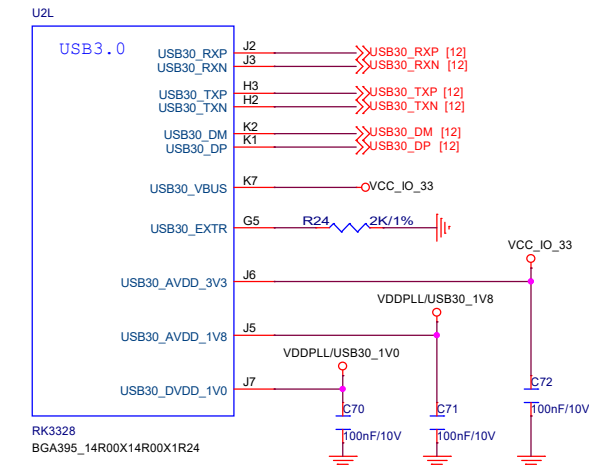 U2L
USB3.0
USB30_RXP J2 USB30_RXP [12]
USB30_RXN J3 USB30_RXN [12]
USB30_TXP H3 USB30_TXP [12]
USB30_TXN H2 USB30_TXN [12]
USB30_DM K2 USB30_DM [12]
USB30_DP K1 USB30_DP [12]
USB30_VBUS K7 VCC_IO_33
USB30_EXTR G5 R24 2K/1%
VCC_IO_33
USB30_AVDD_3V3 J6
VDDPLL/USB30_1V8
USB30_AVDD_1V8 J5
VDDPLL/USB30_1V0
USB30_DVDD_1V0 J7
C72
100nF/10V
C70 C71
100nF/10V 100nF/10V
RK3328
BGA395_14R00X14R00X1R24